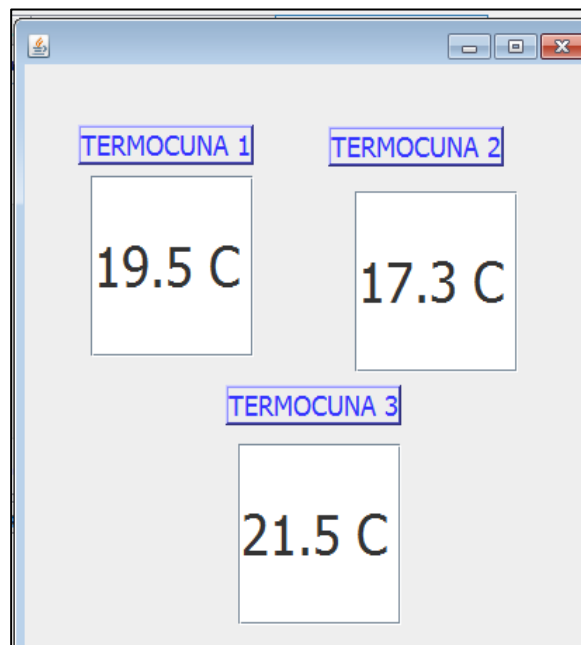 TERMOCUNA 1
TERMOCUNA 2
19.5 C
17.3 C
TERMOCUNA 3
21.5 C